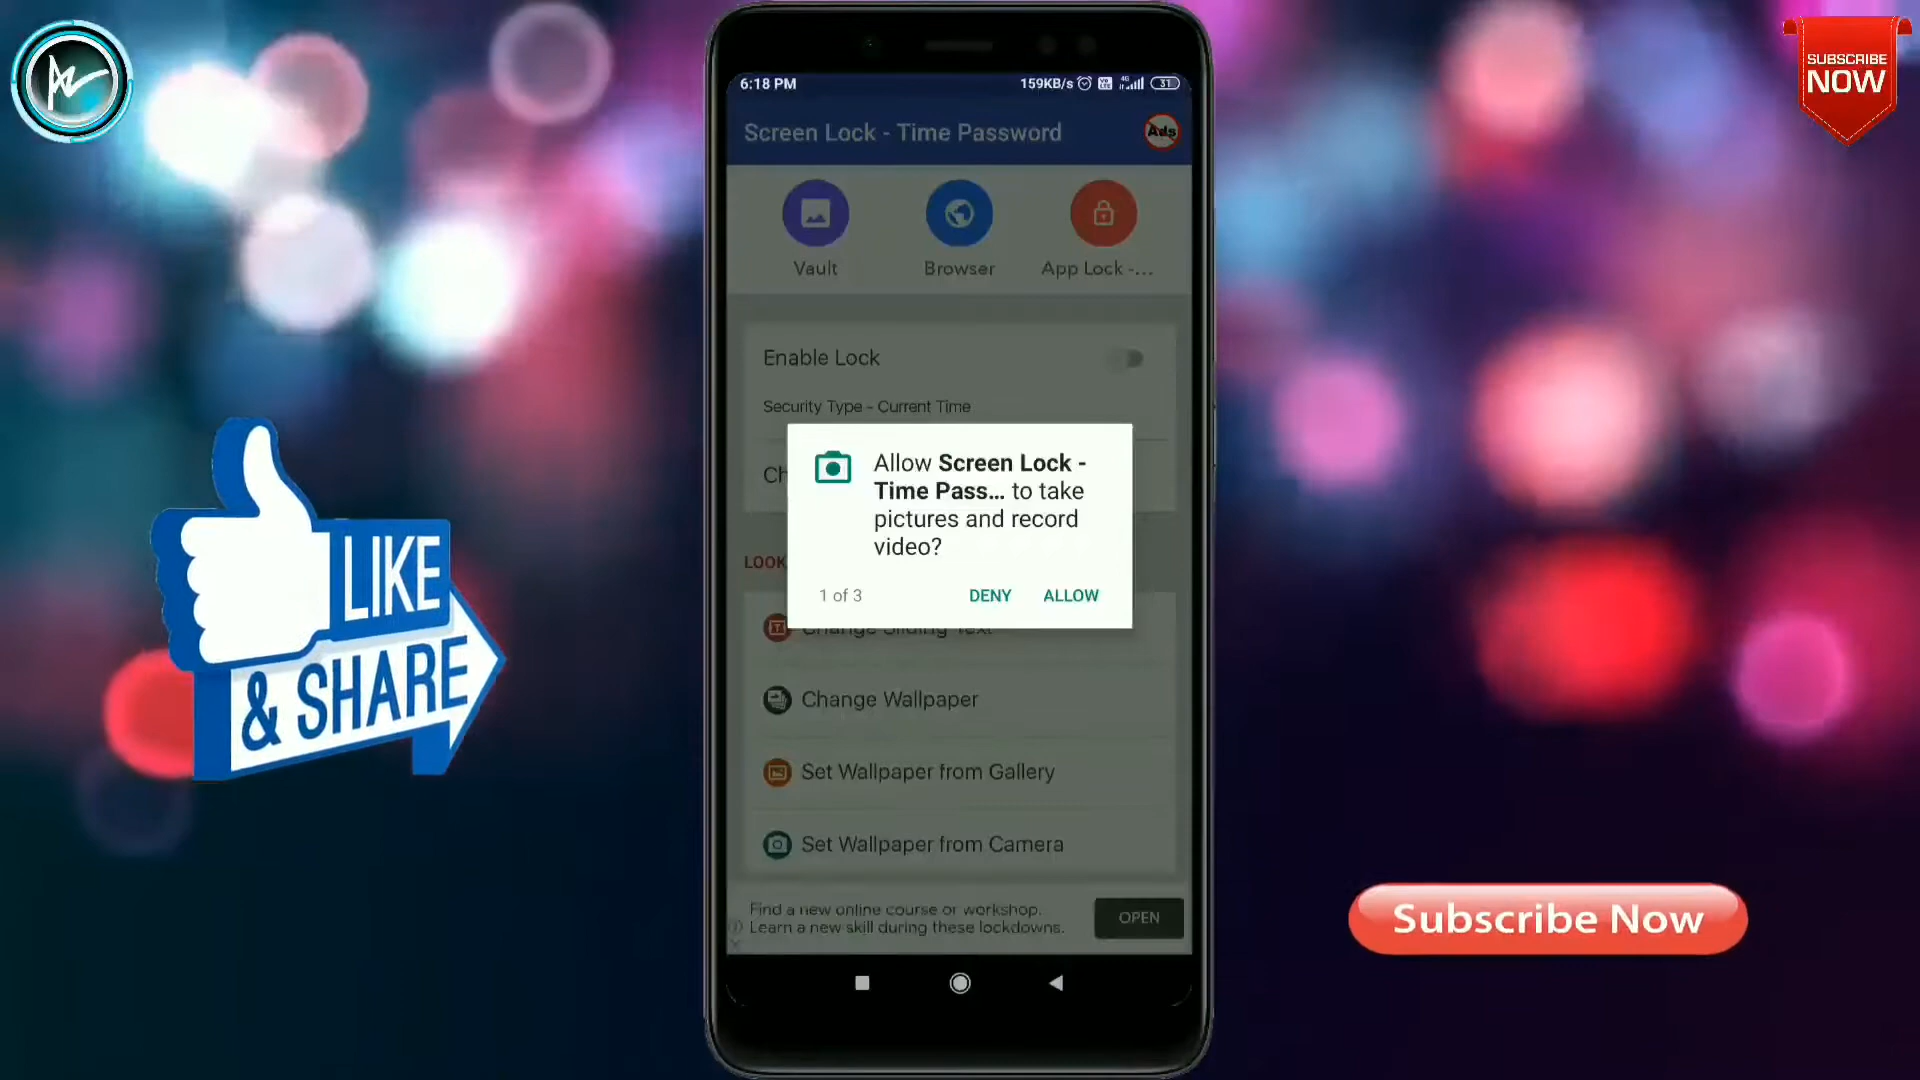 SUBSCRIBE
NOW
6:18 PM
159KB/s
4G
31
Screen Lock - Time Password
Ads
Vault
Browser
App Lock -...
Enable Lock
Security Type - Current Time
Ch
Allow Screen Lock -
Time Pass... to take
pictures and record
video?
1 of 3
DENY
ALLOW
LOOK
Change Sliding Text
Change Wallpaper
Set Wallpaper from Gallery
Set Wallpaper from Camera
Find a new online course or workshop.
Learn a new skill during these lockdowns.
OPEN
LIKE
& SHARE
Subscribe Now